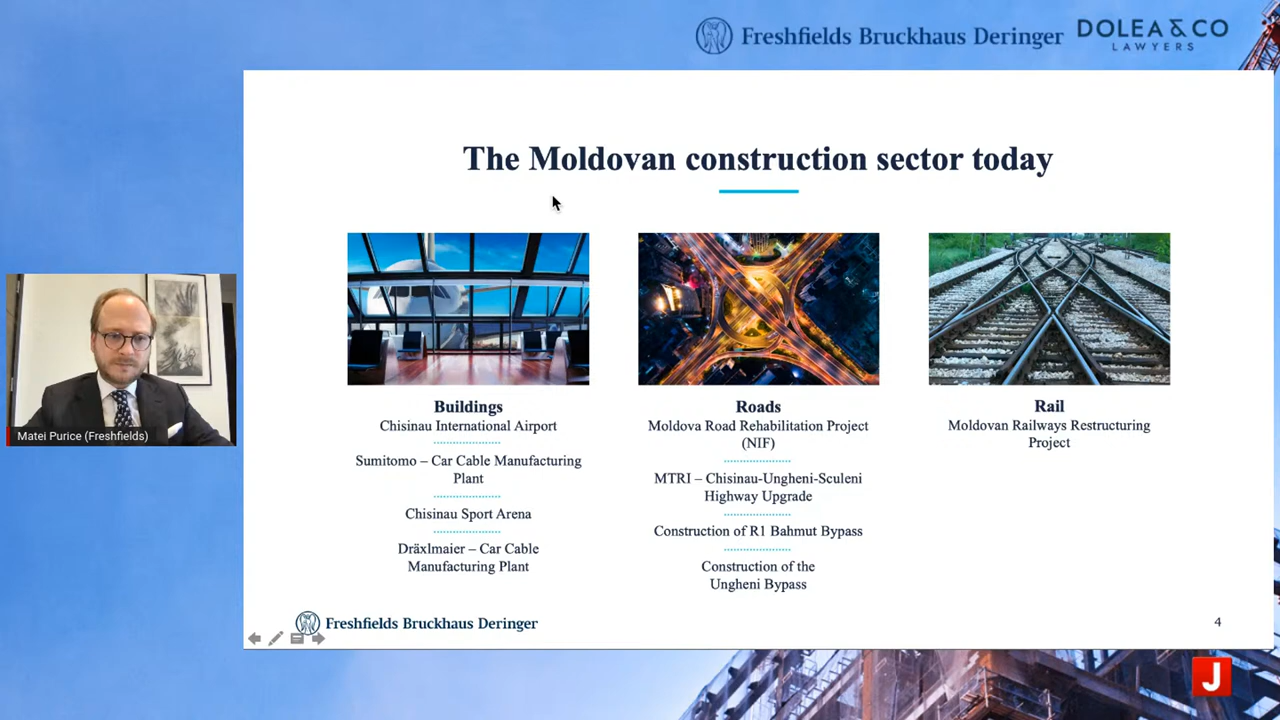 Freshfields Bruckhaus Deringer
DOLEA & CO
LAWYERS
The Moldovan construction sector today
Buildings
Chisinau International Airport
Sumitomo – Car Cable Manufacturing
Plant
Chisinau Sport Arena
Dräxlmaier – Car Cable
Manufacturing Plant
Roads
Moldova Road Rehabilitation Project
(NIF)
MTRI – Chisinau-Ungheni-Sculeni
Highway Upgrade
Construction of R1 Bahmut Bypass
Construction of the
Ungheni Bypass
Rail
Moldovan Railways Restructuring
Project
Matei Purice (Freshfields)
Freshfields Bruckhaus Deringer
4
J